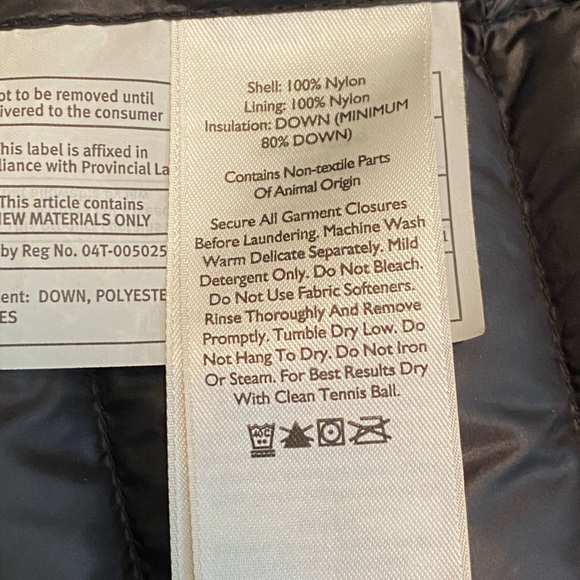 ot to be removed until
ivered to the consumer
his label is affixed in
liance with Provincial La
This article contains
EW MATERIALS ONLY
by Reg No. 04T-005025
ent: DOWN, POLYESTE
ES
Shell: 100% Nylon
Lining: 100% Nylon
Insulation: DOWN (MINIMUM
80% DOWN)
Contains Non-textile Parts
Of Animal Origin
Secure All Garment Closures
Before Laundering. Machine Wash
Warm Delicate Separately. Mild
Detergent Only. Do Not Bleach.
Do Not Use Fabric Softeners.
Rinse Thoroughly And Remove
Promptly. Tumble Dry Low. Do
Not Hang To Dry. Do Not Iron
Or Steam. For Best Results Dry
With Clean Tennis Ball.
40C